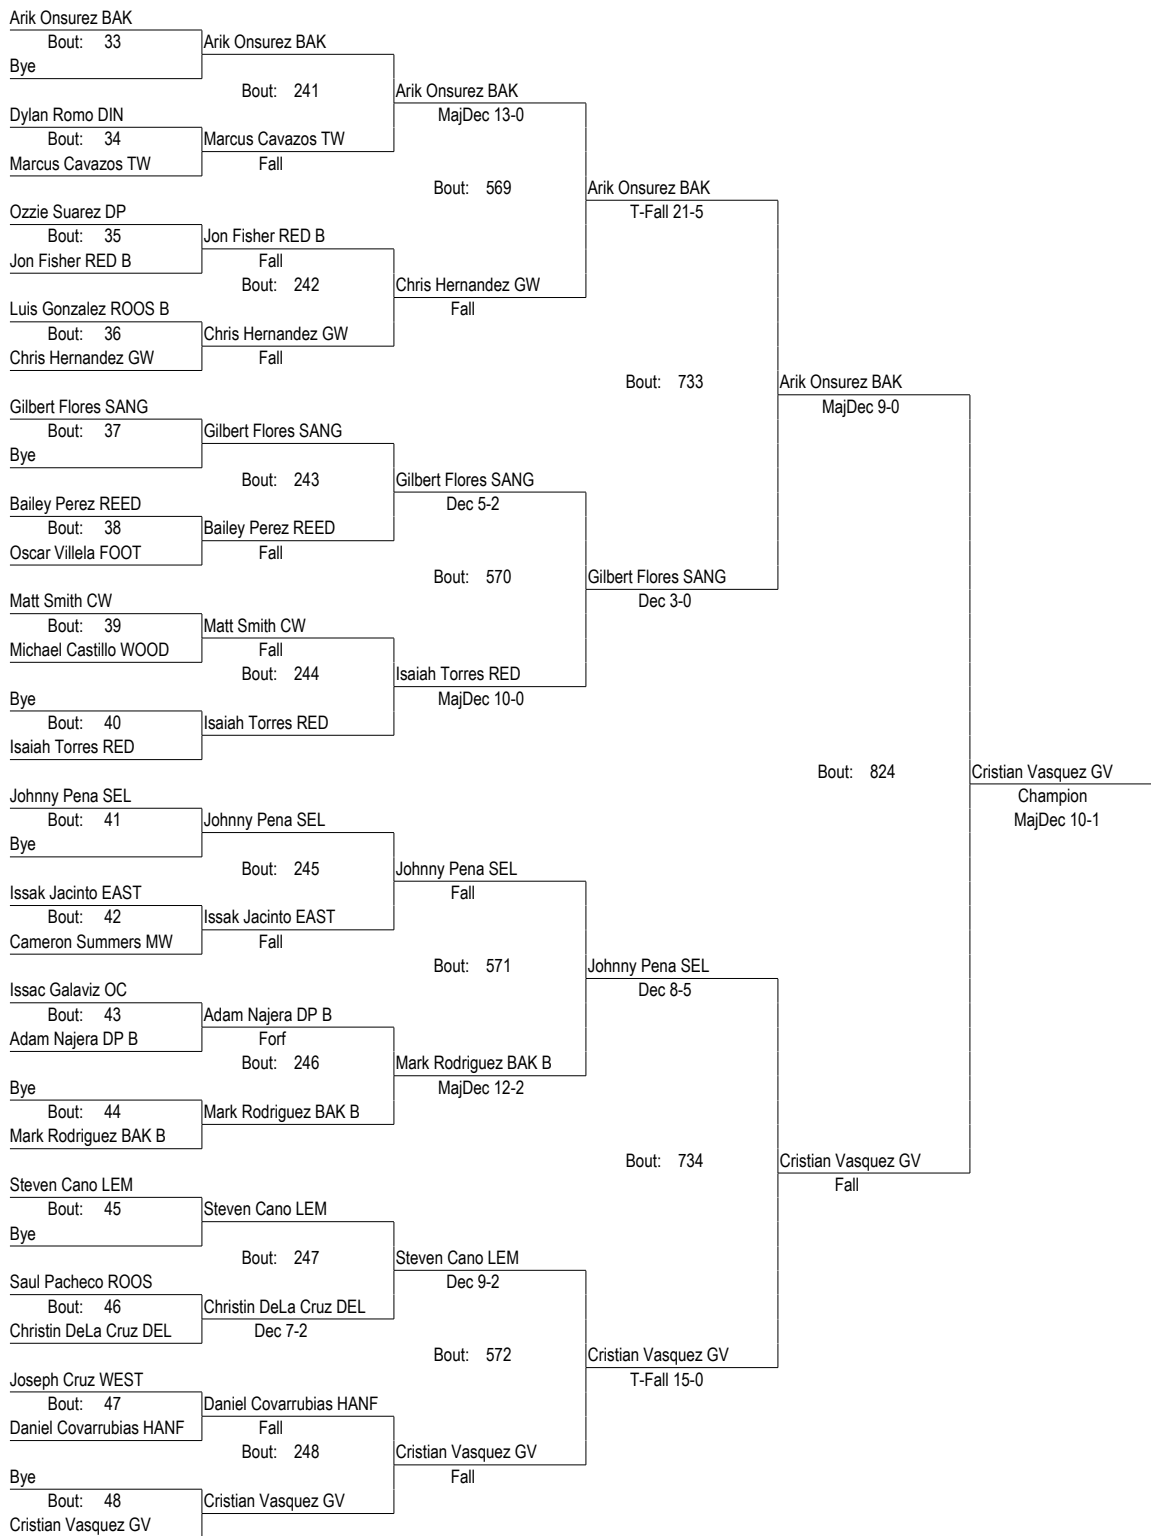 Arik Onsurez BAK
Bout: 33
Arik Onsurez BAK
Bye
Bout: 241
Arik Onsurez BAK
Dylan Romo DIN
MajDec 13-0
Bout: 34
Marcus Cavazos TW
Marcus Cavazos TW
Fall
Bout: 569
Arik Onsurez BAK
Ozzie Suarez DP
T-Fall 21-5
Bout: 35
Jon Fisher RED B
Jon Fisher RED B
Fall
Bout: 242
Chris Hernandez GW
Luis Gonzalez ROOS B
Fall
Bout: 36
Chris Hernandez GW
Chris Hernandez GW
Fall
Bout: 733
Arik Onsurez BAK
Gilbert Flores SANG
MajDec 9-0
Bout: 37
Gilbert Flores SANG
Bye
Bout: 243
Gilbert Flores SANG
Bailey Perez REED
Dec 5-2
Bout: 38
Bailey Perez REED
Oscar Villela FOOT
Fall
Bout: 570
Gilbert Flores SANG
Matt Smith CW
Dec 3-0
Bout: 39
Matt Smith CW
Michael Castillo WOOD
Fall
Bout: 244
Isaiah Torres RED
Bye
MajDec 10-0
Bout: 40
Isaiah Torres RED
Isaiah Torres RED
Bout: 824
Cristian Vasquez GV
Johnny Pena SEL
Champion
Bout: 41
Johnny Pena SEL
MajDec 10-1
Bye
Bout: 245
Johnny Pena SEL
Issak Jacinto EAST
Fall
Bout: 42
Issak Jacinto EAST
Cameron Summers MW
Fall
Bout: 571
Johnny Pena SEL
Issac Galaviz OC
Dec 8-5
Bout: 43
Adam Najera DP B
Adam Najera DP B
Forf
Bout: 246
Mark Rodriguez BAK B
Bye
MajDec 12-2
Bout: 44
Mark Rodriguez BAK B
Mark Rodriguez BAK B
Bout: 734
Cristian Vasquez GV
Steven Cano LEM
Fall
Bout: 45
Steven Cano LEM
Bye
Bout: 247
Steven Cano LEM
Saul Pacheco ROOS
Dec 9-2
Bout: 46
Christin DeLa Cruz DEL
Christin DeLa Cruz DEL
Dec 7-2
Bout: 572
Cristian Vasquez GV
Joseph Cruz WEST
T-Fall 15-0
Bout: 47
Daniel Covarrubias HANF
Daniel Covarrubias HANF
Fall
Bout: 248
Cristian Vasquez GV
Bye
Fall
Bout: 48
Cristian Vasquez GV
Cristian Vasquez GV